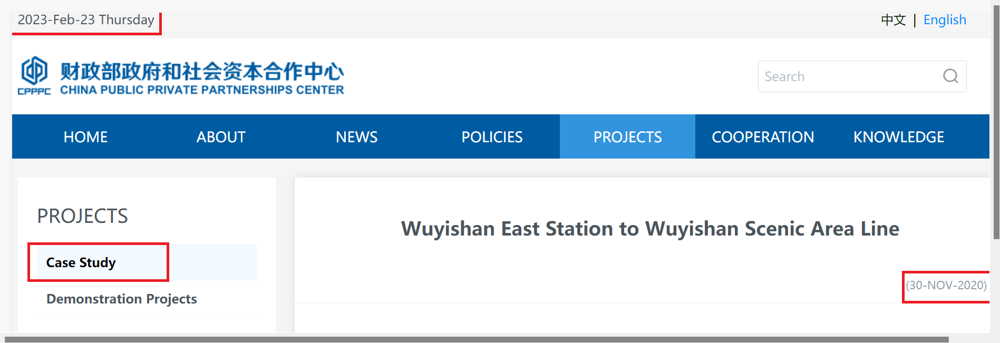 2023-Feb-23 Thursday
中文 | English
财政部政府和社会资本合作中心
CPPPC CHINA PUBLIC PRIVATE PARTNERSHIPS CENTER
Search
HOME ABOUT NEWS POLICIES PROJECTS COOPERATION KNOWLEDGE
PROJECTS
Case Study
Demonstration Projects
Wuyishan East Station to Wuyishan Scenic Area Line
(30-NOV-2020)